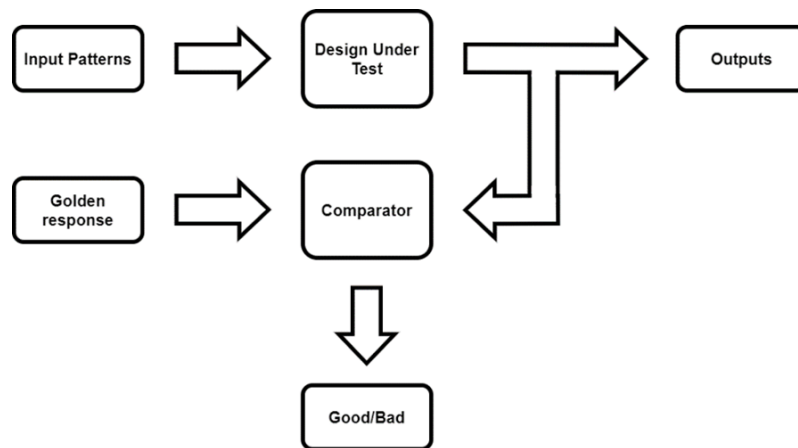 Input Patterns
Design Under
Test
Outputs
Golden
response
Comparator
Good/Bad